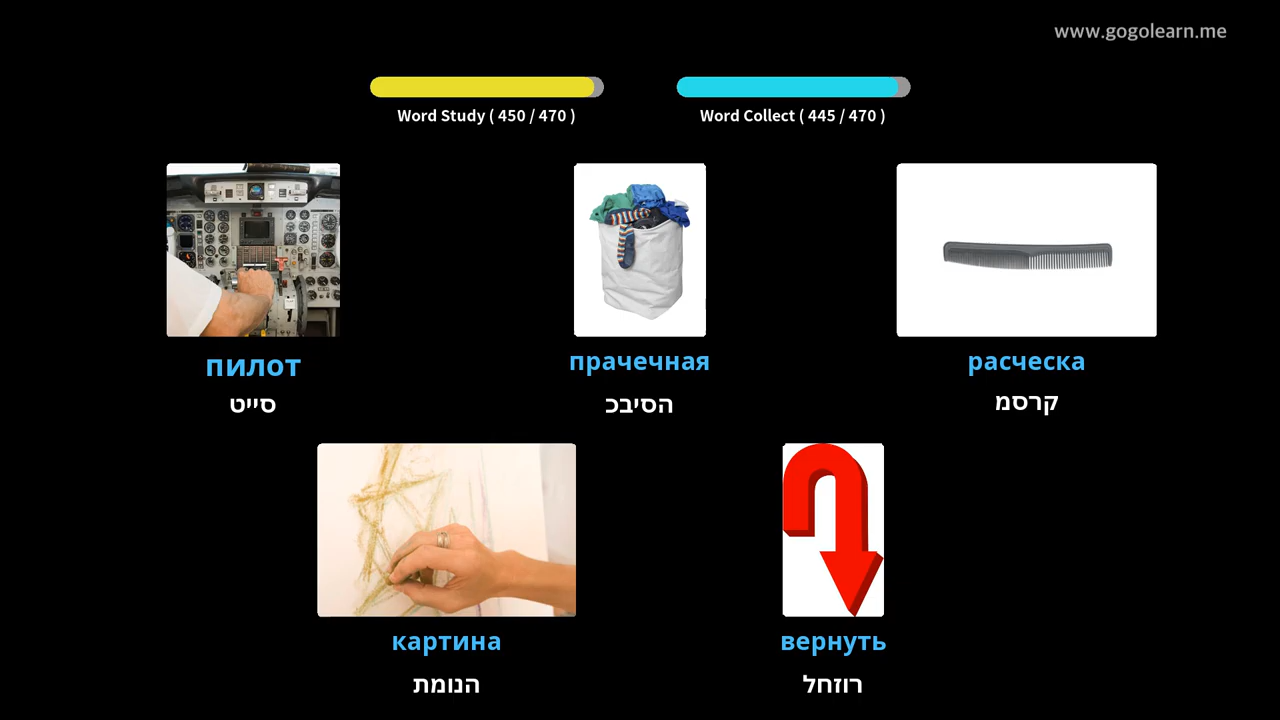 www.gogolearn.me
Word Study ( 450 / 470 )
Word Collect ( 445 / 470 )
пилот
סייט
прачечная
הסיבכ
расческа
קרסמ
картина
הנומת
вернуть
רוזחל